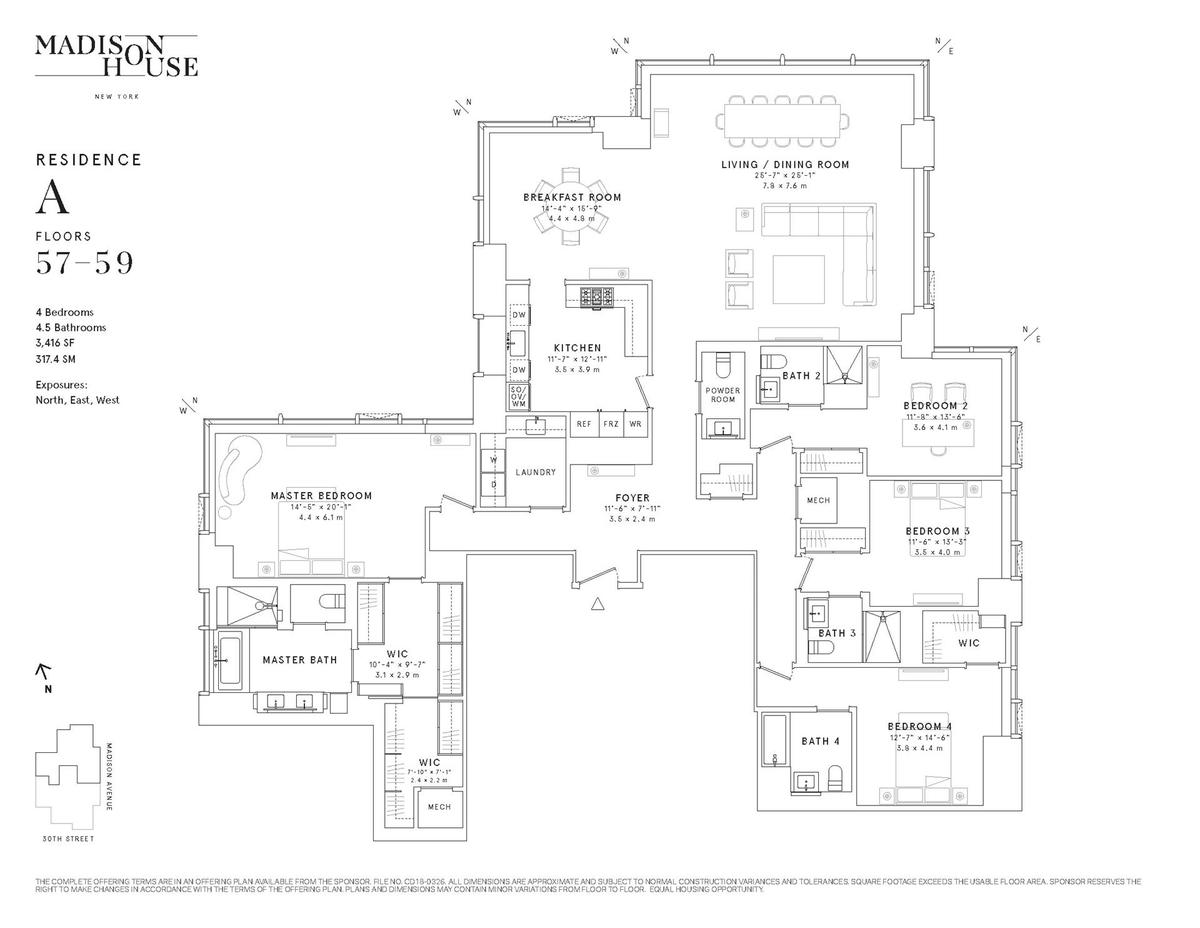 MADISON
HOUSE
NEW YORK
RESIDENCE
A
FLOORS
57–59
4 Bedrooms
4.5 Bathrooms
3,416 SF
317.4 SM
Exposures:
North, East, West
W N
N E
W N
N E
W N
LIVING / DINING ROOM
25'-7" x 25'-1"
7.8 x 7.6 m
BREAKFAST ROOM
14'-4" x 15'-9"
4.4 x 4.8 m
DW
KITCHEN
11'-7" x 12'-11"
3.5 x 3.9 m
DW
SO/
OV/
WM
REF FRZ WR
POWDER
ROOM
BATH 2
BEDROOM 2
11'-8" x 13'-6"
3.6 x 4.1 m
W
D
LAUNDRY
MASTER BEDROOM
14'-5" x 20'-1"
4.4 x 6.1 m
FOYER
11'-6" x 7'-11"
3.5 x 2.4 m
MECH
BEDROOM 3
11'-6" x 13'-3"
3.5 x 4.0 m
MASTER BATH
WIC
10'-4" x 9'-7"
3.1 x 2.9 m
BATH 3
WIC
BEDROOM 4
12'-7" x 14'-6"
3.8 x 4.4 m
BATH 4
WIC
7'-10" x 7'-1"
2.4 x 2.2 m
MECH
N
MADISON AVENUE
30TH STREET
THE COMPLETE OFFERING TERMS ARE IN AN OFFERING PLAN AVAILABLE FROM THE SPONSOR. FILE NO. CD18-0326. ALL DIMENSIONS ARE APPROXIMATE AND SUBJECT TO NORMAL CONSTRUCTION VARIANCES AND TOLERANCES. SQUARE FOOTAGE EXCEEDS THE USABLE FLOOR AREA. SPONSOR RESERVES THE
RIGHT TO MAKE CHANGES IN ACCORDANCE WITH THE TERMS OF THE OFFERING PLAN. PLANS AND DIMENSIONS MAY CONTAIN MINOR VARIATIONS FROM FLOOR TO FLOOR. EQUAL HOUSING OPPORTUNITY.